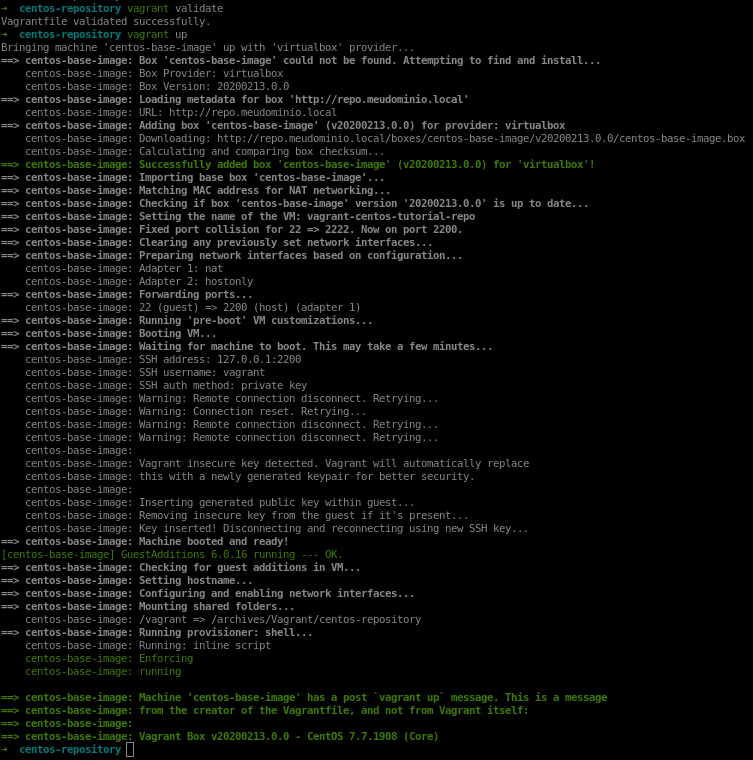 ➜  centos-repository vagrant validate
Vagrantfile validated successfully.
➜  centos-repository vagrant up
Bringing machine 'centos-base-image' up with 'virtualbox' provider...
==> centos-base-image: Box 'centos-base-image' could not be found. Attempting to find and install...
    centos-base-image: Box Provider: virtualbox
    centos-base-image: Box Version: 20200213.0.0
==> centos-base-image: Loading metadata for box 'http://repo.meudominio.local'
    centos-base-image: URL: http://repo.meudominio.local
==> centos-base-image: Adding box 'centos-base-image' (v20200213.0.0) for provider: virtualbox
    centos-base-image: Downloading: http://repo.meudominio.local/boxes/centos-base-image/v20200213.0.0/centos-base-image.box
    centos-base-image: Calculating and comparing box checksum...
==> centos-base-image: Successfully added box 'centos-base-image' (v20200213.0.0) for 'virtualbox'!
==> centos-base-image: Importing base box 'centos-base-image'...
==> centos-base-image: Matching MAC address for NAT networking...
==> centos-base-image: Checking if box 'centos-base-image' version '20200213.0.0' is up to date...
==> centos-base-image: Setting the name of the VM: vagrant-centos-tutorial-repo
==> centos-base-image: Fixed port collision for 22 => 2222. Now on port 2200.
==> centos-base-image: Clearing any previously set network interfaces...
==> centos-base-image: Preparing network interfaces based on configuration...
    centos-base-image: Adapter 1: nat
    centos-base-image: Adapter 2: hostonly
==> centos-base-image: Forwarding ports...
    centos-base-image: 22 (guest) => 2200 (host) (adapter 1)
==> centos-base-image: Running 'pre-boot' VM customizations...
==> centos-base-image: Booting VM...
==> centos-base-image: Waiting for machine to boot. This may take a few minutes...
    centos-base-image: SSH address: 127.0.0.1:2200
    centos-base-image: SSH username: vagrant
    centos-base-image: SSH auth method: private key
    centos-base-image: Warning: Remote connection disconnect. Retrying...
    centos-base-image: Warning: Connection reset. Retrying...
    centos-base-image: Warning: Remote connection disconnect. Retrying...
    centos-base-image: Warning: Remote connection disconnect. Retrying...
    centos-base-image:
    centos-base-image: Vagrant insecure key detected. Vagrant will automatically replace
    centos-base-image: this with a newly generated keypair for better security.
    centos-base-image:
    centos-base-image: Inserting generated public key within guest...
    centos-base-image: Removing insecure key from the guest if it's present...
    centos-base-image: Key inserted! Disconnecting and reconnecting using new SSH key...
==> centos-base-image: Machine booted and ready!
[centos-base-image] GuestAdditions 6.0.16 running --- OK.
==> centos-base-image: Checking for guest additions in VM...
==> centos-base-image: Setting hostname...
==> centos-base-image: Configuring and enabling network interfaces...
==> centos-base-image: Mounting shared folders...
    centos-base-image: /vagrant => /archives/Vagrant/centos-repository
==> centos-base-image: Running provisioner: shell...
    centos-base-image: Running: inline script
    centos-base-image: Enforcing
    centos-base-image: running
==> centos-base-image: Machine 'centos-base-image' has a post `vagrant up` message. This is a message
==> centos-base-image: from the creator of the Vagrantfile, and not from Vagrant itself:
==> centos-base-image:
==> centos-base-image: Vagrant Box v20200213.0.0 - CentOS 7.7.1908 (Core)
➜  centos-repository